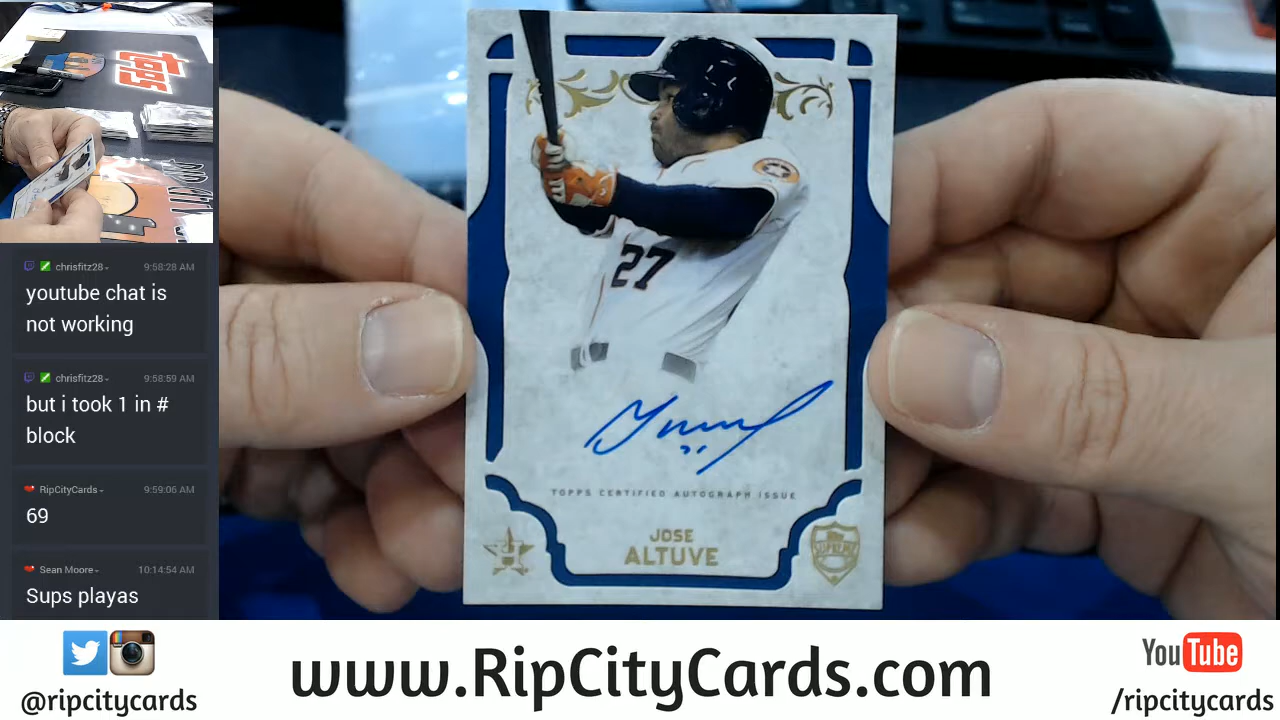 topps
chrisfitz28
9:58:28 AM
youtube chat is
not working
chrisfitz28
9:58:59 AM
but i took 1 in #
block
RipCityCards
9:59:06 AM
69
Sean Moore
10:14:54 AM
Sups playas
27
TOPPS CERTIFIED AUTOGRAPH ISSUE
JOSE
ALTUVE
SUPREME
@ripcitycards
www.RipCityCards.com
YouTube
/ripcitycards